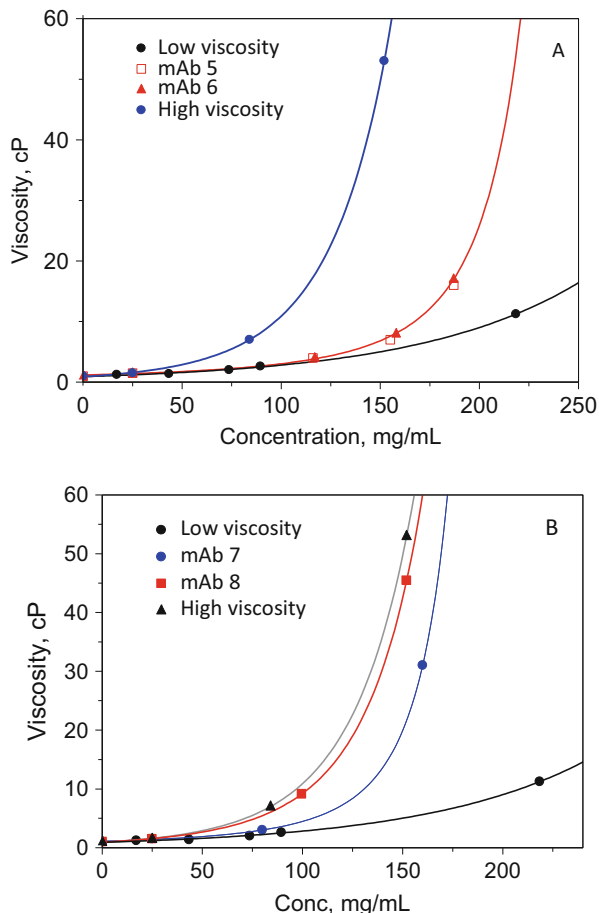 60
A
Low viscosity
mAb 5
mAb 6
High viscosity
40
Viscosity, cP
20
0
0 50 100 150 200 250
Concentration, mg/mL
60
B
Low viscosity
mAb 7
mAb 8
High viscosity
50
40
Viscosity, cP
30
20
10
0
0 50 100 150 200
Conc, mg/mL